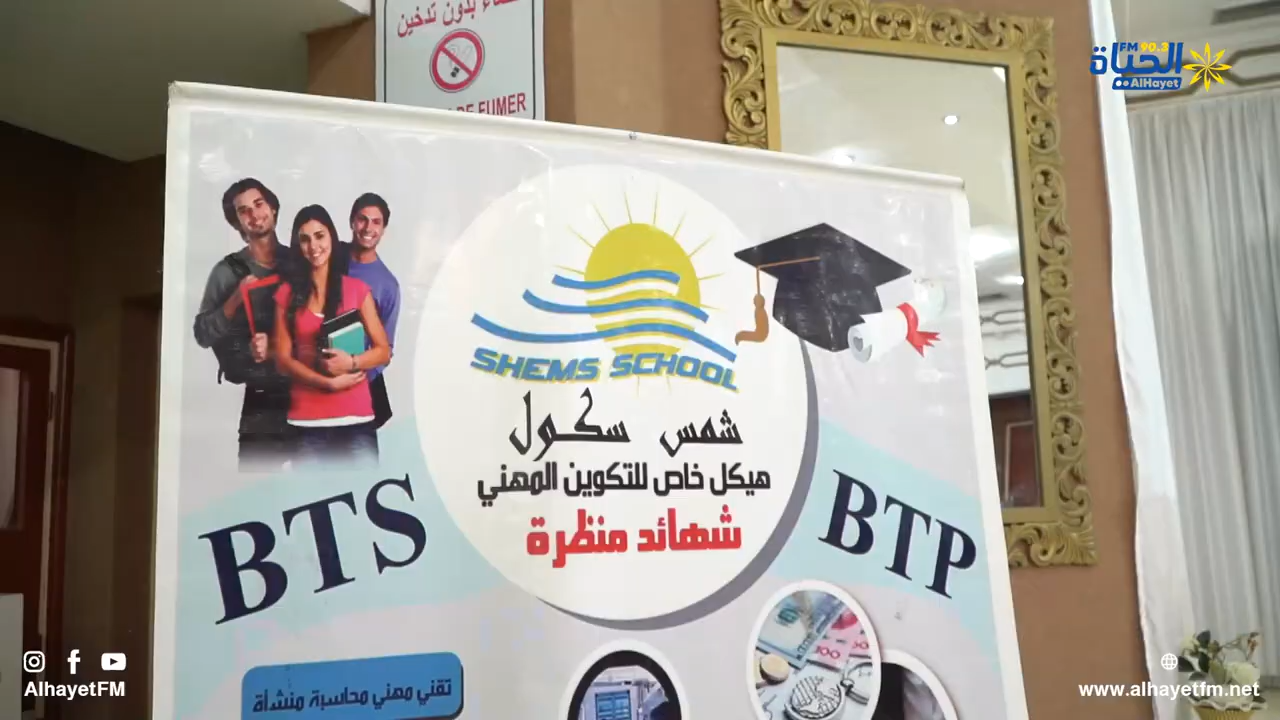 بدون تدخين
DE FUMER
FM 90.3
الحياة
AlHayet
SHEMS SCHOOL
شمس سكول
هيكل خاص للتكوين المهني
شهائد منظرة
BTS
BTP
تقني مهني محاسبة منشأة
AlhayetFM
www.alhayetfm.net